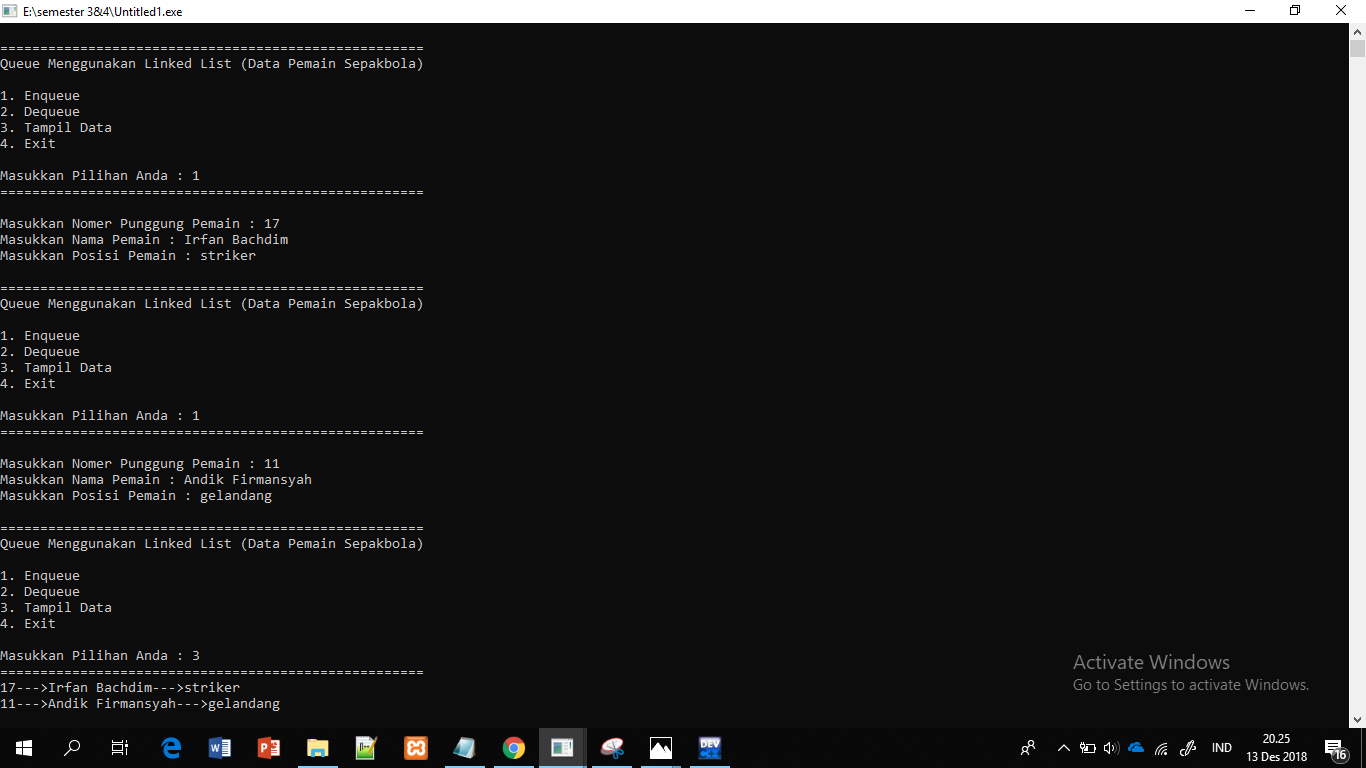 E:\semester 3&4\Untitled1.exe
=====================================================
Queue Menggunakan Linked List (Data Pemain Sepakbola)
1. Enqueue
2. Dequeue
3. Tampil Data
4. Exit
Masukkan Pilihan Anda : 1
=====================================================
Masukkan Nomer Punggung Pemain : 17
Masukkan Nama Pemain : Irfan Bachdim
Masukkan Posisi Pemain : striker
=====================================================
Queue Menggunakan Linked List (Data Pemain Sepakbola)
1. Enqueue
2. Dequeue
3. Tampil Data
4. Exit
Masukkan Pilihan Anda : 1
=====================================================
Masukkan Nomer Punggung Pemain : 11
Masukkan Nama Pemain : Andik Firmansyah
Masukkan Posisi Pemain : gelandang
=====================================================
Queue Menggunakan Linked List (Data Pemain Sepakbola)
1. Enqueue
2. Dequeue
3. Tampil Data
4. Exit
Masukkan Pilihan Anda : 3
=====================================================
17--->Irfan Bachdim--->striker
11--->Andik Firmansyah--->gelandang
Activate Windows
Go to Settings to activate Windows.
IND
20.25
13 Des 2018
16
DEV